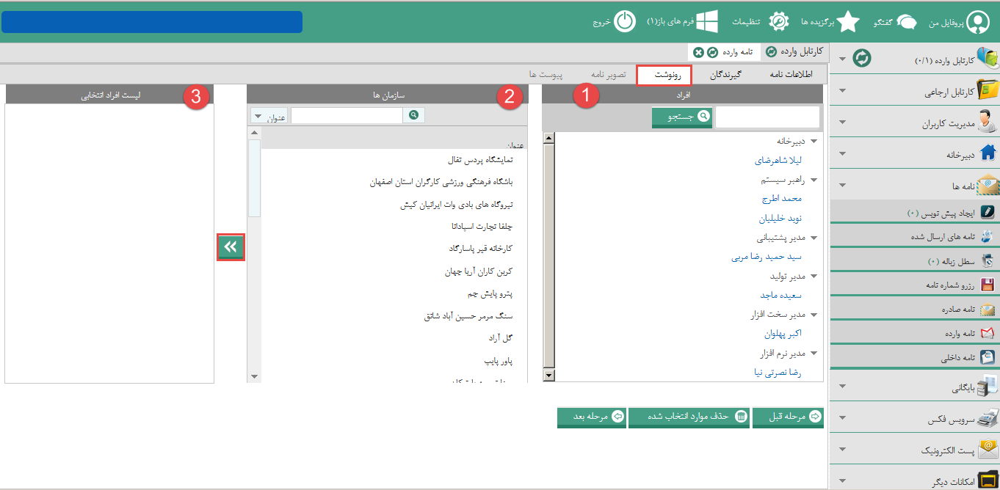 پروفایل من
گفتگو
برگزیده ها
تنظیمات
فرم های باز(۱)
خروج
کارتابل وارده (۰/۱)
کارتابل ارجاعی
مدیریت کاربران
دبیرخانه
نامه ها
ایجاد پیش نویس (۰)
نامه های ارسال شده
سطل زباله (۰)
رزرو شماره نامه
نامه صادره
نامه وارده
نامه داخلی
بایگانی
سرویس فکس
پست الکترونیک
امکانات دیگر
کارتابل وارده
نامه وارده
اطلاعات نامه
گیرندگان
رونوشت
تصویر نامه
پیوست ها
افراد
1
جستجو
دبیرخانه
لیلا شاهرضای
راهبر سیستم
محمد اطرج
نوید خلیلیان
مدیر پشتیبانی
سید حمید رضا مربی
مدیر تولید
سعیده ماجد
مدیر سخت افزار
اکبر پهلوان
مدیر نرم افزار
رضا نصرتی نیا
سازمان ها
2
عنوان
عنوان
نمایشگاه پردس نقال
باشگاه فرهنگی ورزشی کارگران استان اصفهان
نیروگاه های بادی وات ایرانیان کیش
جلفا تجارت اسپادانا
کارخانه قیر پاسارگاد
کربن کاران آریا جهان
پترو پایش جم
سنگ مرمر حسین آباد شانق
گل آراد
پاور پایپ
لیست افراد انتخابی
3
مرحله قبل
حذف موارد انتخاب شده
مرحله بعد